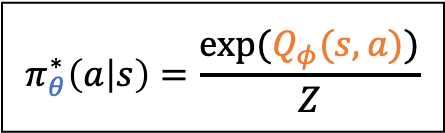 π*_θ(a|s) = exp(Q_ϕ(s, a)) / Z